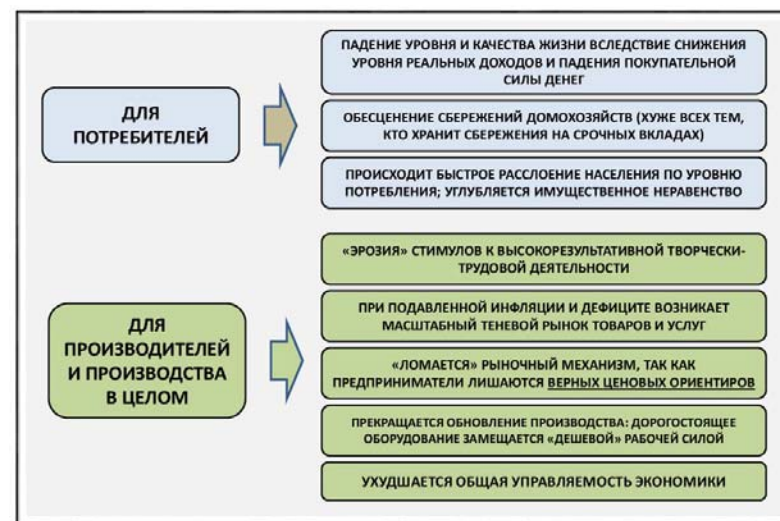 ДЛЯ
ПОТРЕБИТЕЛЕЙ
ПАДЕНИЕ УРОВНЯ И КАЧЕСТВА ЖИЗНИ ВСЛЕДСТВИЕ СНИЖЕНИЯ
УРОВНЯ РЕАЛЬНЫХ ДОХОДОВ И ПАДЕНИЯ ПОКУПАТЕЛЬНОЙ
СИЛЫ ДЕНЕГ
ОБЕСЦЕНЕНИЕ СБЕРЕЖЕНИЙ ДОМОХОЗЯЙСТВ (ХУЖЕ ВСЕХ ТЕМ,
КТО ХРАНИТ СБЕРЕЖЕНИЯ НА СРОЧНЫХ ВКЛАДАХ)
ПРОИСХОДИТ БЫСТРОЕ РАССЛОЕНИЕ НАСЕЛЕНИЯ ПО УРОВНЮ
ПОТРЕБЛЕНИЯ; УГЛУБЛЯЕТСЯ ИМУЩЕСТВЕННОЕ НЕРАВЕНСТВО
ДЛЯ
ПРОИЗВОДИТЕЛЕЙ
И ПРОИЗВОДСТВА
В ЦЕЛОМ
«ЭРОЗИЯ» СТИМУЛОВ К ВЫСОКОРЕЗУЛЬТАТИВНОЙ ТВОРЧЕСКИ-
ТРУДОВОЙ ДЕЯТЕЛЬНОСТИ
ПРИ ПОДАВЛЕННОЙ ИНФЛЯЦИИ И ДЕФИЦИТЕ ВОЗНИКАЕТ
МАСШТАБНЫЙ ТЕНЕВОЙ РЫНОК ТОВАРОВ И УСЛУГ
«ЛОМАЕТСЯ» РЫНОЧНЫЙ МЕХАНИЗМ, ТАК КАК
ПРЕДПРИНИМАТЕЛИ ЛИШАЮТСЯ ВЕРНЫХ ЦЕНОВЫХ ОРИЕНТИРОВ
ПРЕКРАЩАЕТСЯ ОБНОВЛЕНИЕ ПРОИЗВОДСТВА: ДОРОГОСТОЯЩЕЕ
ОБОРУДОВАНИЕ ЗАМЕЩАЕТСЯ «ДЕШЕВОЙ» РАБОЧЕЙ СИЛОЙ
УХУДШАЕТСЯ ОБЩАЯ УПРАВЛЯЕМОСТЬ ЭКОНОМИКИ